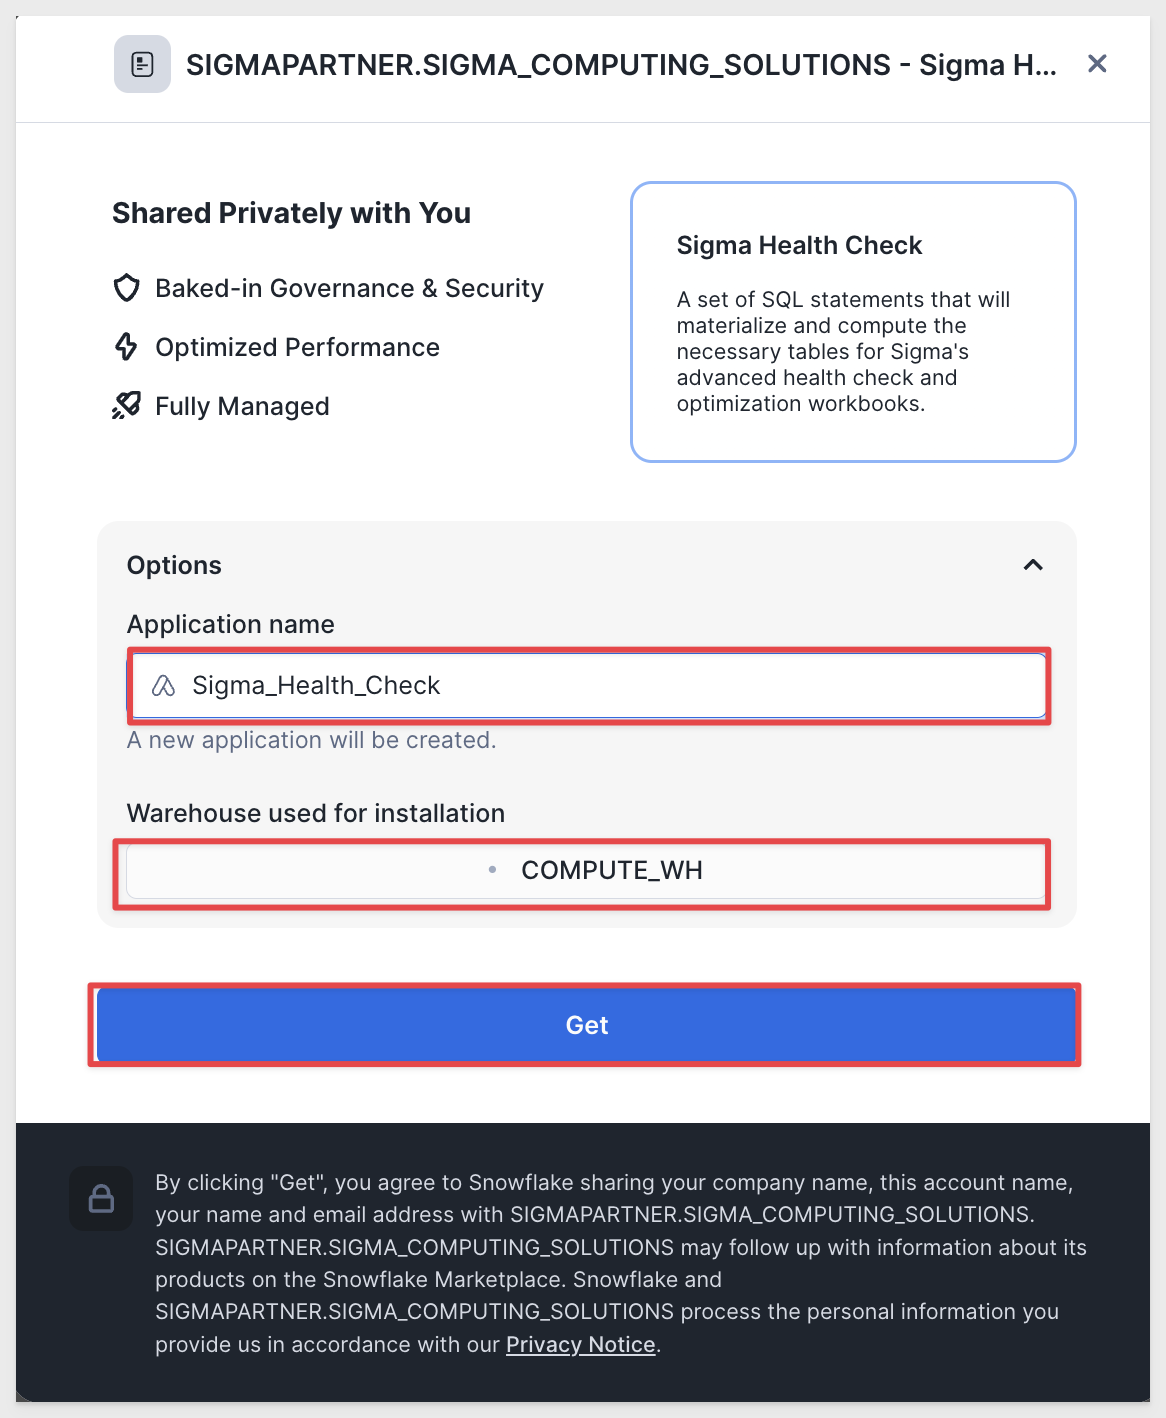 SIGMAPARTNER.SIGMA_COMPUTING_SOLUTIONS - Sigma H...
Shared Privately with You
Baked-in Governance & Security
Optimized Performance
Fully Managed
Sigma Health Check
A set of SQL statements that will
materialize and compute the
necessary tables for Sigma's
advanced health check and
optimization workbooks.
Options
Application name
Sigma_Health_Check
A new application will be created.
Warehouse used for installation
COMPUTE_WH
Get
By clicking "Get", you agree to Snowflake sharing your company name, this account name,
your name and email address with SIGMAPARTNER.SIGMA_COMPUTING_SOLUTIONS.
SIGMAPARTNER.SIGMA_COMPUTING_SOLUTIONS may follow up with information about its
products on the Snowflake Marketplace. Snowflake and
SIGMAPARTNER.SIGMA_COMPUTING_SOLUTIONS process the personal information you
provide us in accordance with our Privacy Notice.